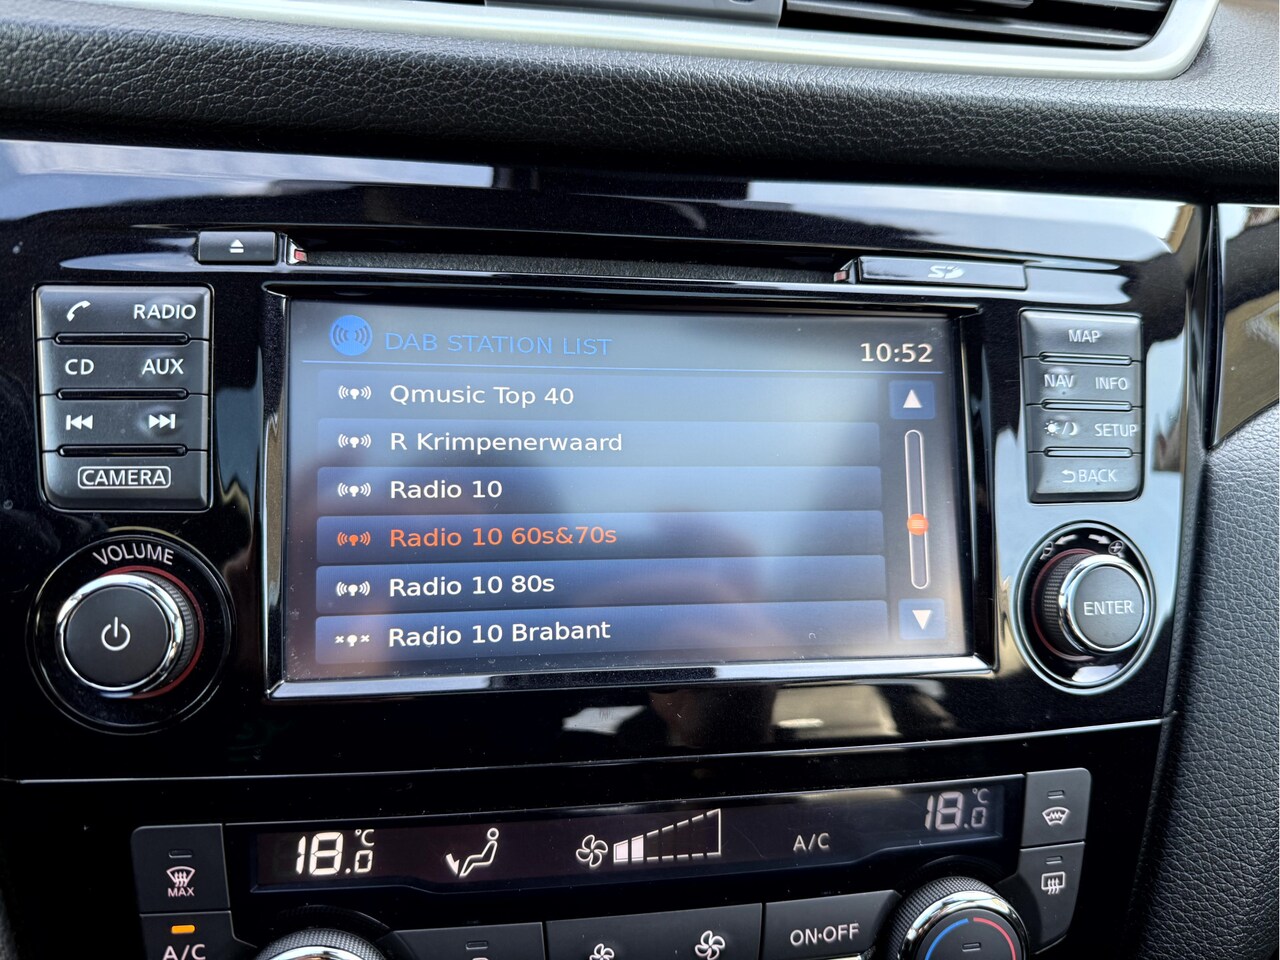 SD
RADIO
CD AUX
CAMERA
VOLUME
DAB STATION LIST
10:52
Qmusic Top 40
R Krimpenerwaard
Radio 10
Radio 10 60s&70s
Radio 10 80s
Radio 10 Brabant
MAP
NAV INFO
SETUP
BACK
ENTER
18.0 °C
A/C
18.0 °C
MAX
A/C
ON·OFF